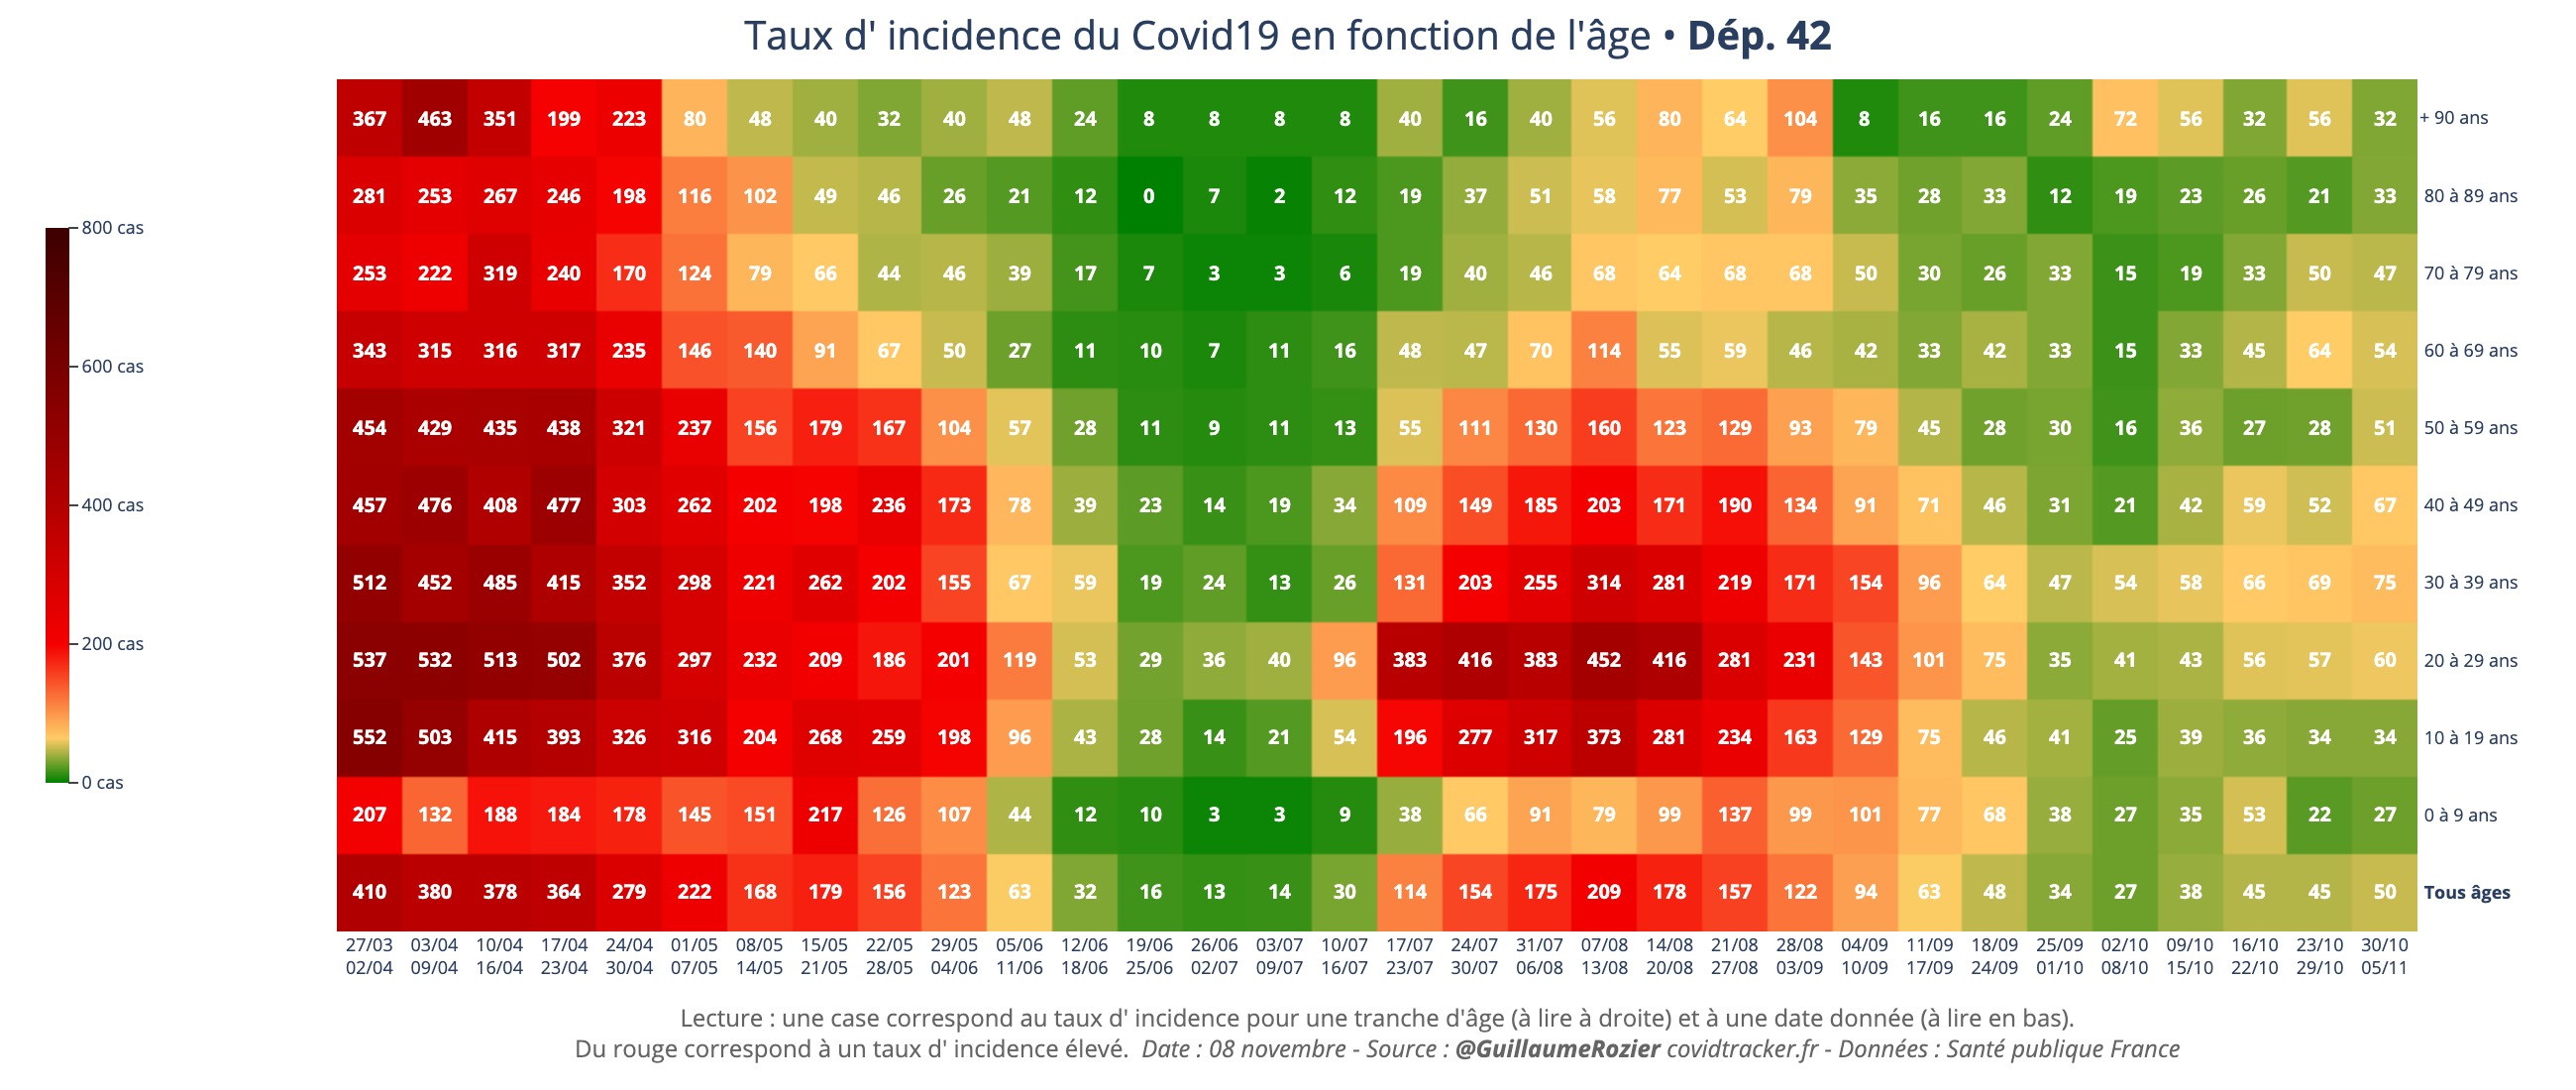 Taux d' incidence du Covid19 en fonction de l'âge • Dép. 42
367 463 351 199 223 80 48 40 32 40 48 24 8 8 8 8 40 16 40 56 80 64 104 8 16 16 24 72 56 32 56 32 + 90 ans
281 253 267 246 198 116 102 49 46 26 21 12 0 7 2 12 19 37 51 58 77 53 79 35 28 33 12 19 23 26 21 33 80 à 89 ans
253 222 319 240 170 124 79 66 44 46 39 17 7 3 3 6 19 40 46 68 64 68 68 50 30 26 33 15 19 33 50 47 70 à 79 ans
343 315 316 317 235 146 140 91 67 50 27 11 10 7 11 16 48 47 70 114 55 59 46 42 33 42 33 15 33 45 64 54 60 à 69 ans
454 429 435 438 321 237 156 179 167 104 57 28 11 9 11 13 55 111 130 160 123 129 93 79 45 28 30 16 36 27 28 51 50 à 59 ans
457 476 408 477 303 262 202 198 236 173 78 39 23 14 19 34 109 149 185 203 171 190 134 91 71 46 31 21 42 59 52 67 40 à 49 ans
512 452 485 415 352 298 221 262 202 155 67 59 19 24 13 26 131 203 255 314 281 219 171 154 96 64 47 54 58 66 69 75 30 à 39 ans
537 532 513 502 376 297 232 209 186 201 119 53 29 36 40 96 383 416 383 452 416 281 231 143 101 75 35 41 43 56 57 60 20 à 29 ans
552 503 415 393 326 316 204 268 259 198 96 43 28 14 21 54 196 277 317 373 281 234 163 129 75 46 41 25 39 36 34 34 10 à 19 ans
207 132 188 184 178 145 151 217 126 107 44 12 10 3 3 9 38 66 91 79 99 137 99 101 77 68 38 27 35 53 22 27 0 à 9 ans
410 380 378 364 279 222 168 179 156 123 63 32 16 13 14 30 114 154 175 209 178 157 122 94 63 48 34 27 38 45 45 50 Tous âges
27/03 03/04 10/04 17/04 24/04 01/05 08/05 15/05 22/05 29/05 05/06 12/06 19/06 26/06 03/07 10/07 17/07 24/07 31/07 07/08 14/08 21/08 28/08 04/09 11/09 18/09 25/09 02/10 09/10 16/10 23/10 30/10
02/04 09/04 16/04 23/04 30/04 07/05 14/05 21/05 28/05 04/06 11/06 18/06 25/06 02/07 09/07 16/07 23/07 30/07 06/08 13/08 20/08 27/08 03/09 10/09 17/09 24/09 01/10 08/10 15/10 22/10 29/10 05/11
800 cas
600 cas
400 cas
200 cas
0 cas
Lecture : une case correspond au taux d' incidence pour une tranche d'âge (à lire à droite) et à une date donnée (à lire en bas).
Du rouge correspond à un taux d' incidence élevé. Date : 08 novembre - Source : @GuillaumeRozier covidtracker.fr - Données : Santé publique France